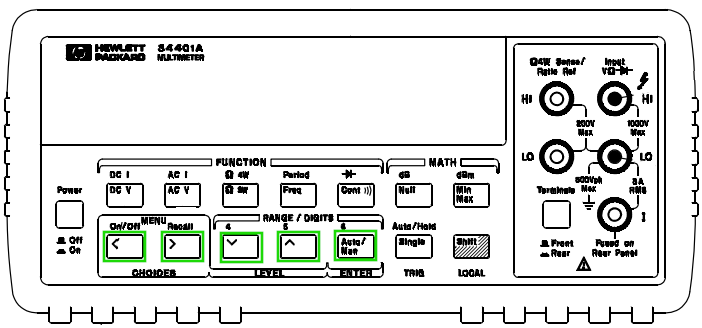 hp HEWLETT PACKARD 34401A MULTIMETER
Ω4W Sense/ Ratio Ref
Input VΩ
HI
HI
200V Max
1000V Max
LO
LO
500Vpk Max
3A RMS
I
Terminals
Front
Rear
Fused on Rear Panel
FUNCTION
MATH
DC I
AC I
Ω 4W
Period
dB
dBm
Power
DC V
AC V
Ω 2W
Freq
Cont )))
Null
Min Max
Off
On
MENU
RANGE / DIGITS
On/Off
Recall
4
5
6
Auto/Hold
<
>
Auto/ Man
Single
Shift
CHOICES
LEVEL
ENTER
TRIG
LOCAL